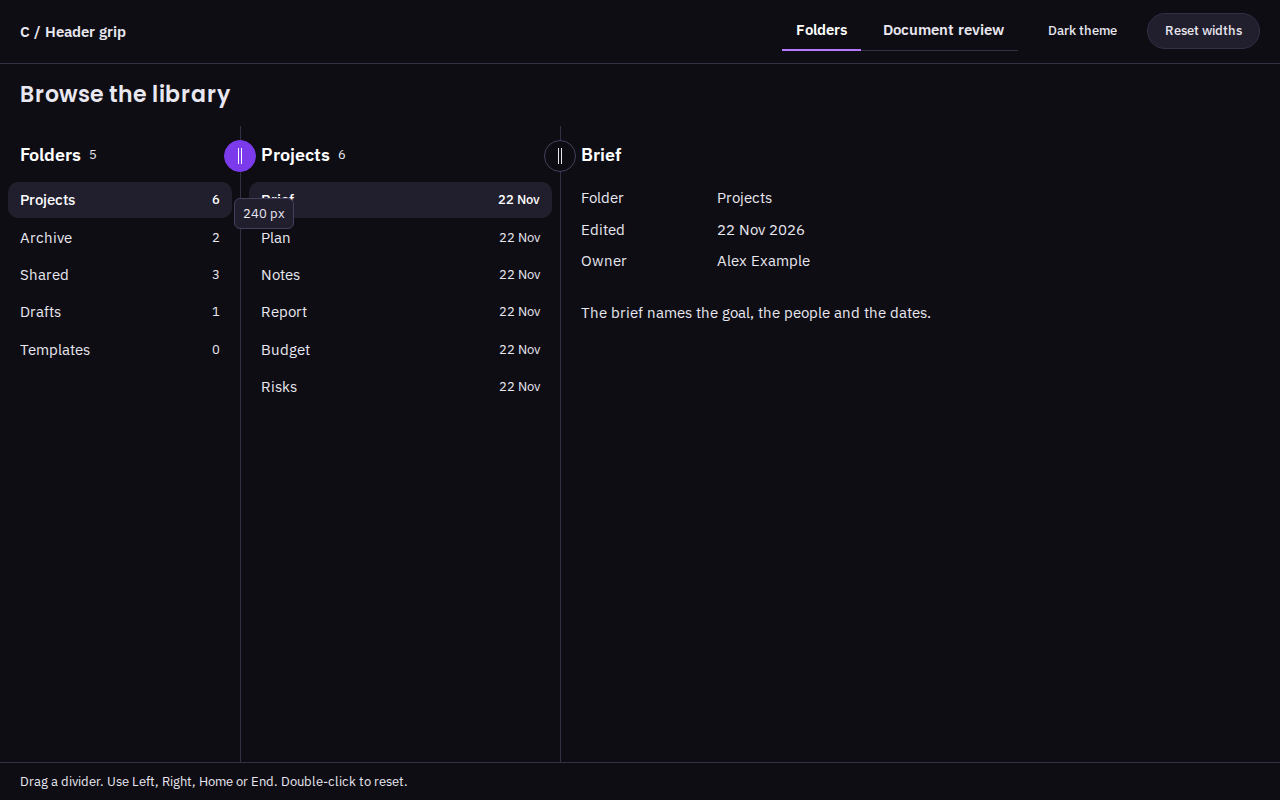 C / Header grip
Folders
Document review
Dark theme
Reset widths
Browse the library
Folders 5
Projects 6
Archive 2
Shared 3
Drafts 1
Templates 0
240 px
Projects 6
Brief 22 Nov
Plan 22 Nov
Notes 22 Nov
Report 22 Nov
Budget 22 Nov
Risks 22 Nov
Brief
Folder Projects
Edited 22 Nov 2026
Owner Alex Example
The brief names the goal, the people and the dates.
Drag a divider. Use Left, Right, Home or End. Double-click to reset.